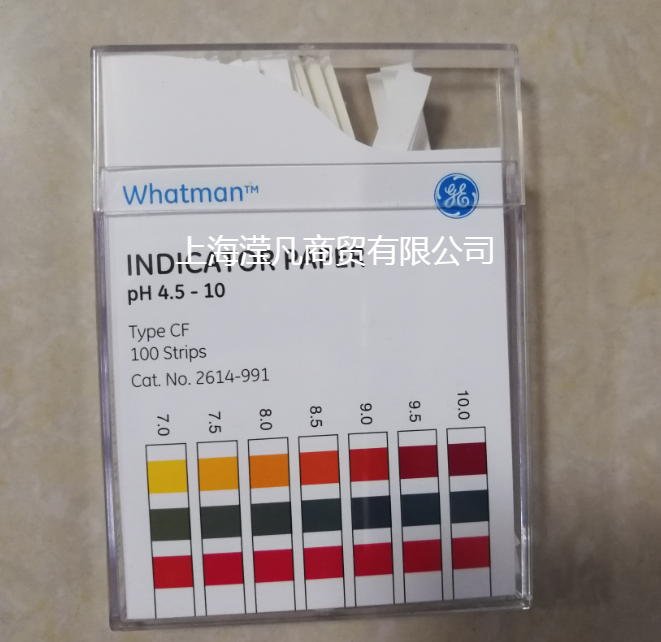 Whatman™
GE
上海滢凡商贸有限公司
INDICATOR PAPER
pH 4.5 - 10
Type CF
100 Strips
Cat. No. 2614-991
7.0 7.5 8.0 8.5 9.0 9.5 10.0